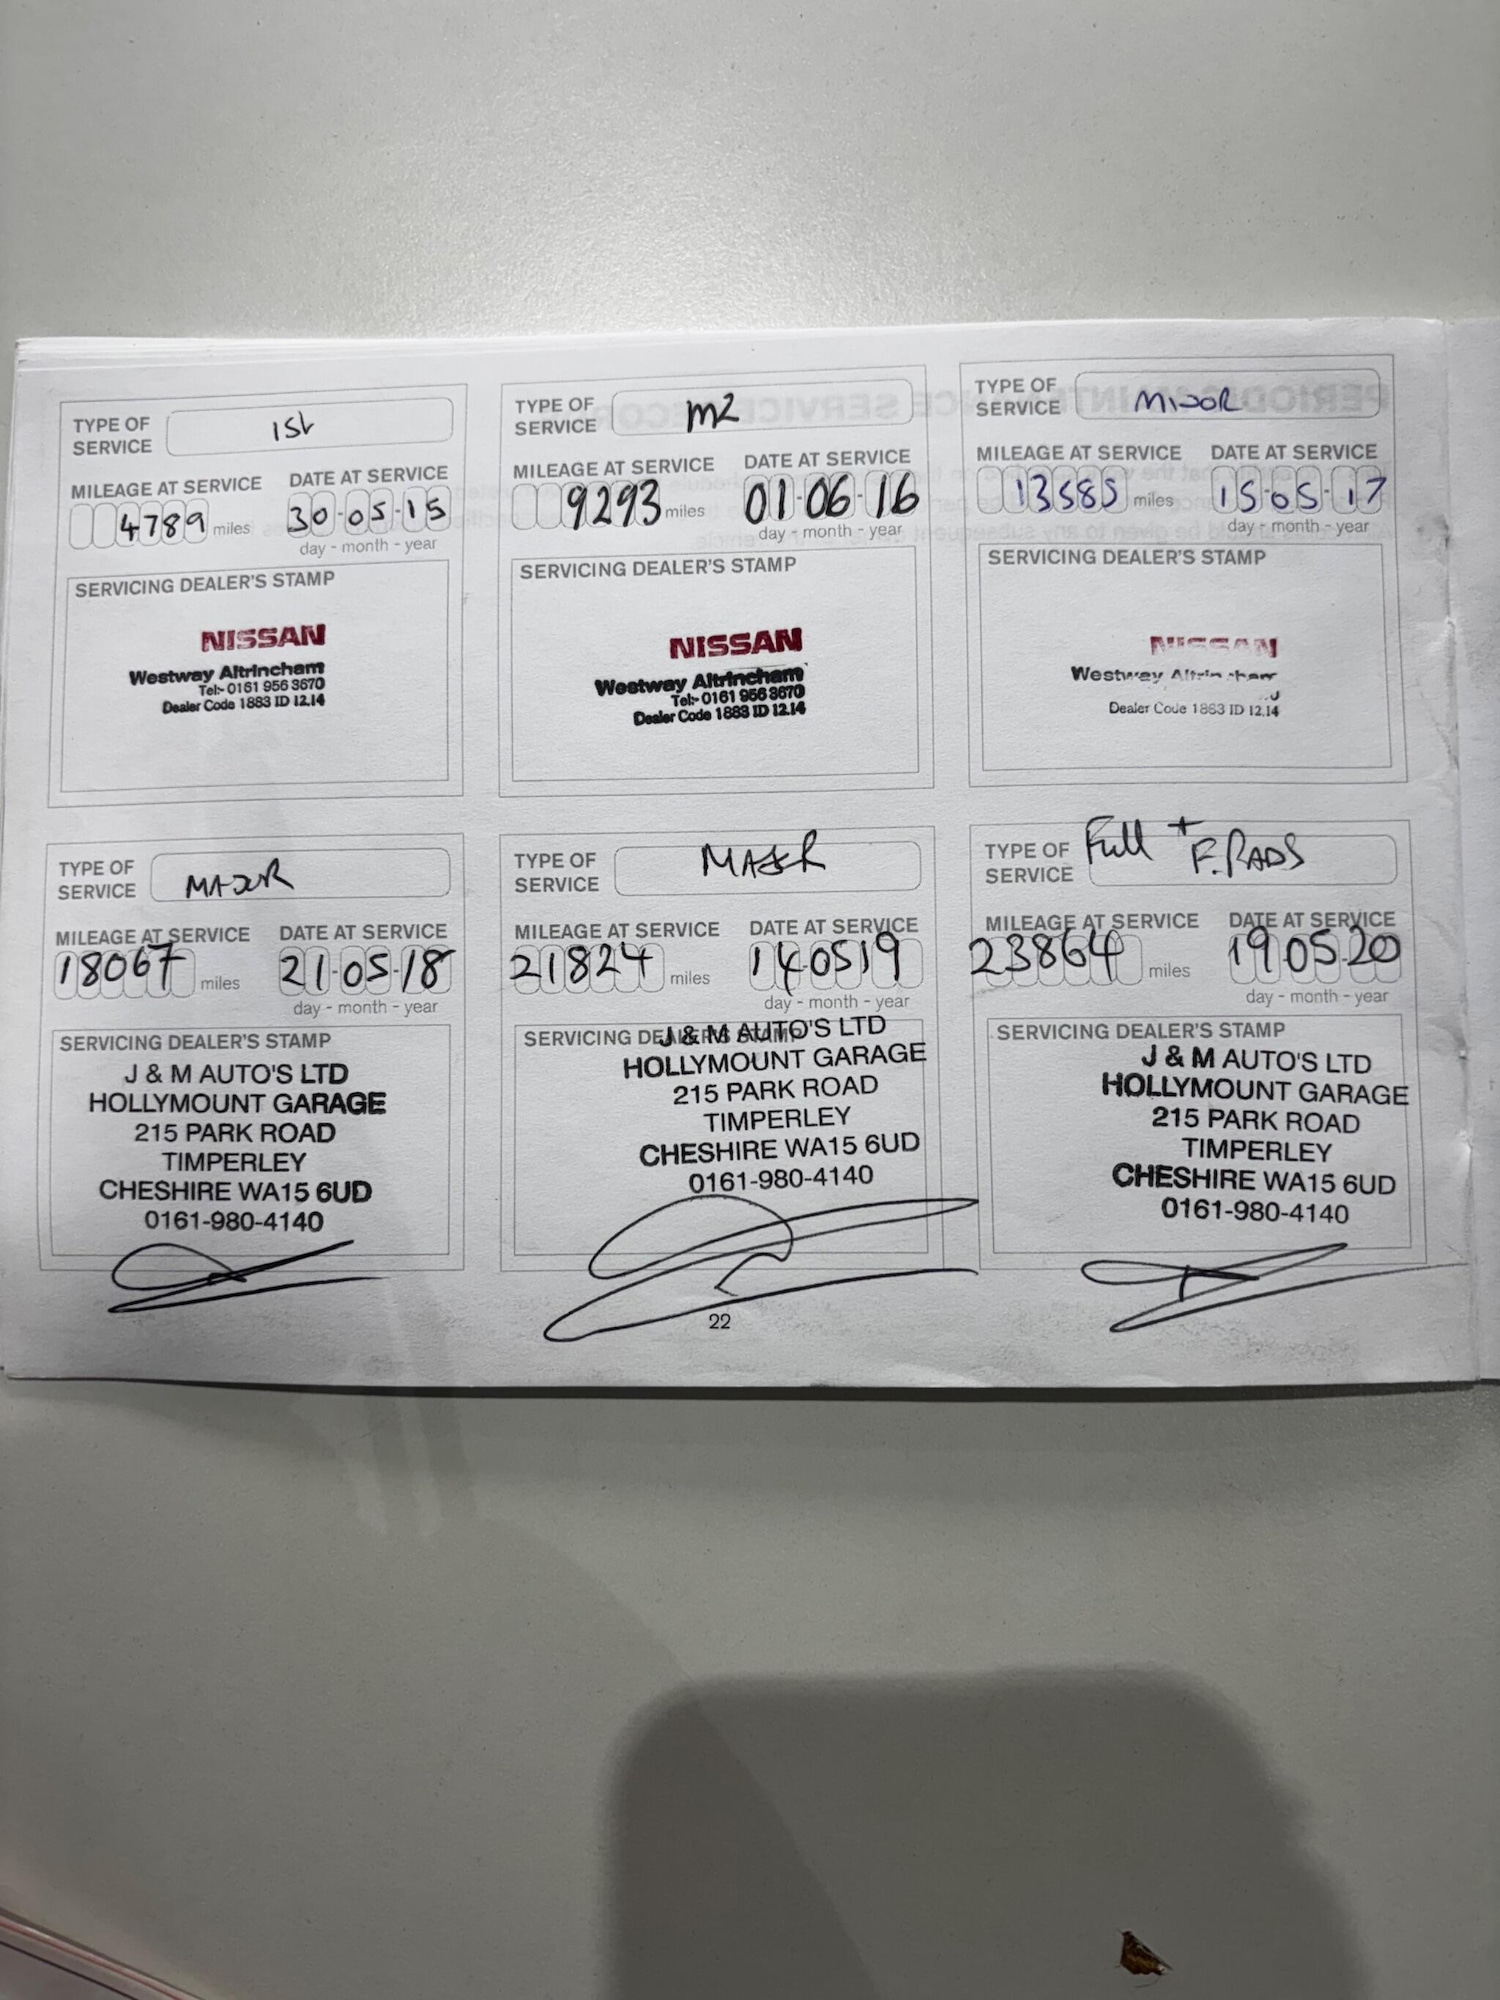 TYPE OF SERVICE 1st
MILEAGE AT SERVICE DATE AT SERVICE
4789 miles 30-05-15
day - month - year
SERVICING DEALER'S STAMP
NISSAN
Westway Altrincham
Tel:- 0161 956 3670
Dealer Code 1883 ID 12.14
TYPE OF SERVICE M2
MILEAGE AT SERVICE DATE AT SERVICE
9293 miles 01-06-16
day - month - year
SERVICING DEALER'S STAMP
NISSAN
Westway Altrincham
Tel:- 0161 956 3670
Dealer Code 1883 ID 12.14
TYPE OF SERVICE MINOR
MILEAGE AT SERVICE DATE AT SERVICE
13585 miles 15-05-17
day - month - year
SERVICING DEALER'S STAMP
NISSAN
Westway Altrincham
Dealer Code 1883 ID 12.14
TYPE OF SERVICE MAJOR
MILEAGE AT SERVICE DATE AT SERVICE
18067 miles 21-05-18
day - month - year
SERVICING DEALER'S STAMP
J & M AUTO'S LTD
HOLLYMOUNT GARAGE
215 PARK ROAD
TIMPERLEY
CHESHIRE WA15 6UD
0161-980-4140
TYPE OF SERVICE MAJOR
MILEAGE AT SERVICE DATE AT SERVICE
21824 miles 14 05 19
day - month - year
SERVICING DEALER'S STAMP
J & M AUTO'S LTD
HOLLYMOUNT GARAGE
215 PARK ROAD
TIMPERLEY
CHESHIRE WA15 6UD
0161-980-4140
TYPE OF SERVICE Full + F.RADS
MILEAGE AT SERVICE DATE AT SERVICE
23864 miles 19 05 20
day - month - year
SERVICING DEALER'S STAMP
J & M AUTO'S LTD
HOLLYMOUNT GARAGE
215 PARK ROAD
TIMPERLEY
CHESHIRE WA15 6UD
0161-980-4140
22